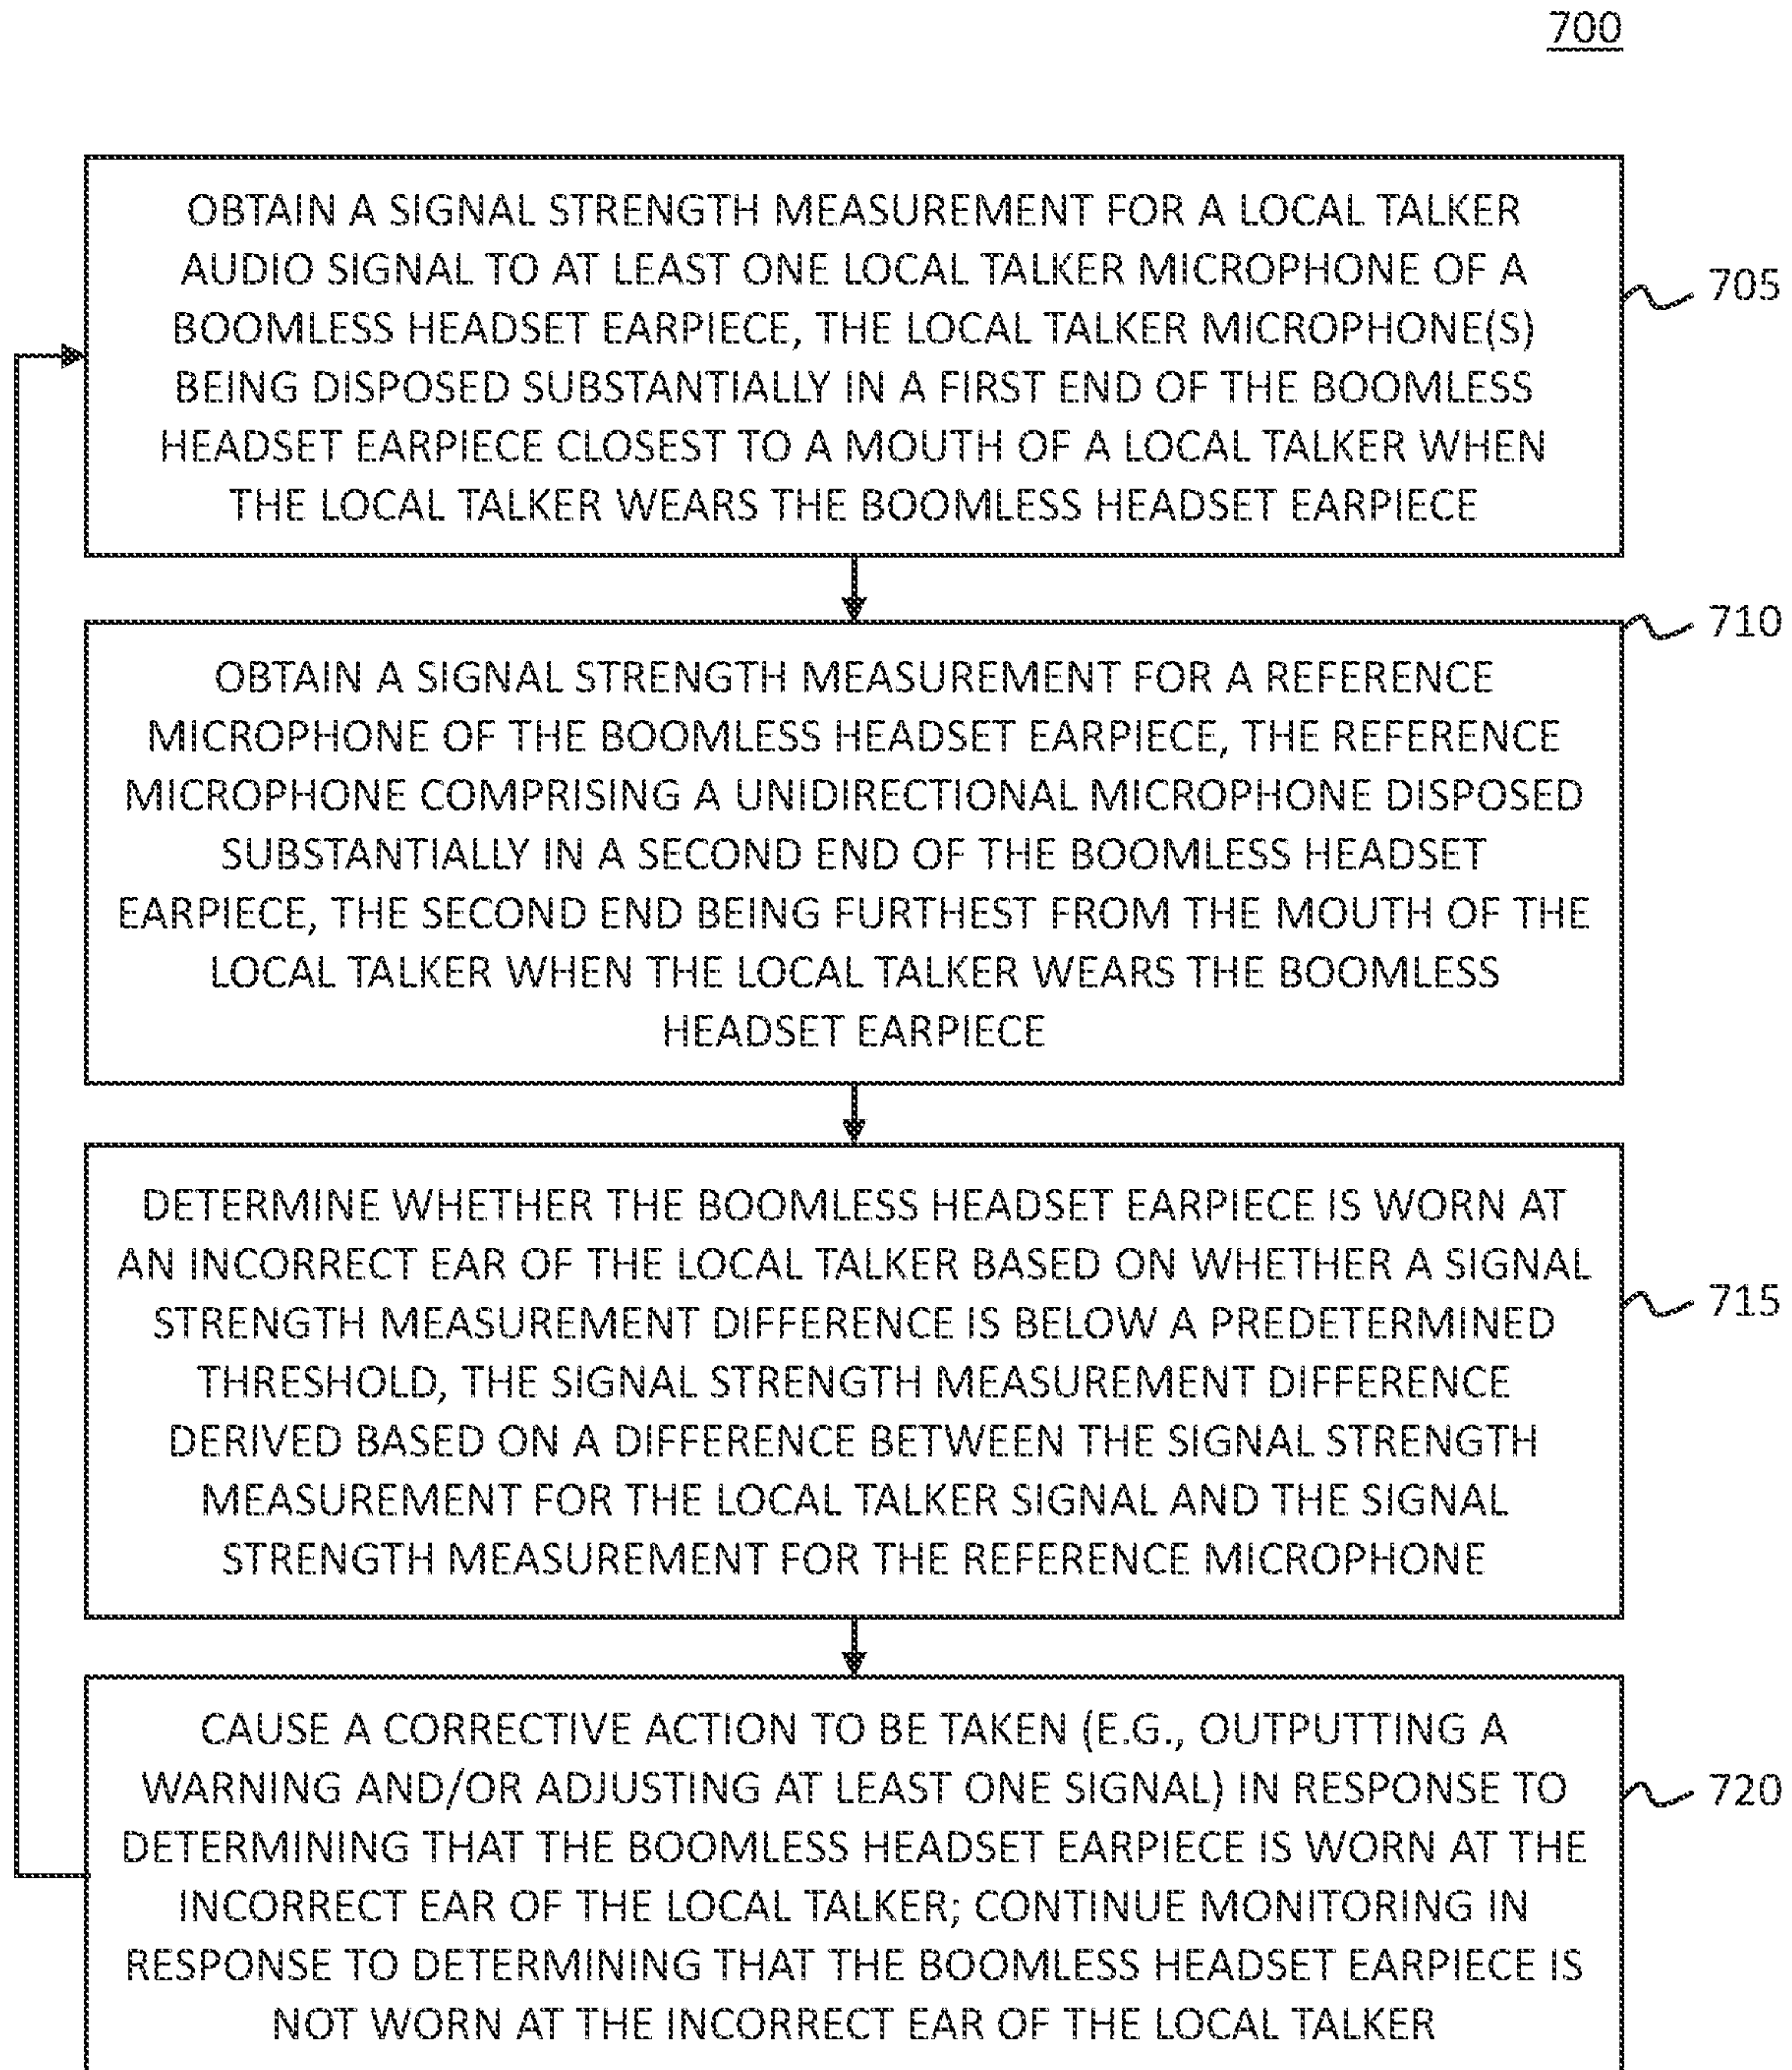 700
OBTAIN A SIGNAL STRENGTH MEASUREMENT FOR A LOCAL TALKER
AUDIO SIGNAL TO AT LEAST ONE LOCAL TALKER MICROPHONE OF A
BOOMLESS HEADSET EARPIECE, THE LOCAL TALKER MICROPHONE(S)
BEING DISPOSED SUBSTANTIALLY IN A FIRST END OF THE BOOMLESS
HEADSET EARPIECE CLOSEST TO A MOUTH OF A LOCAL TALKER WHEN
THE LOCAL TALKER WEARS THE BOOMLESS HEADSET EARPIECE
705
OBTAIN A SIGNAL STRENGTH MEASUREMENT FOR A REFERENCE
MICROPHONE OF THE BOOMLESS HEADSET EARPIECE, THE REFERENCE
MICROPHONE COMPRISING A UNIDIRECTIONAL MICROPHONE DISPOSED
SUBSTANTIALLY IN A SECOND END OF THE BOOMLESS HEADSET
EARPIECE, THE SECOND END BEING FURTHEST FROM THE MOUTH OF THE
LOCAL TALKER WHEN THE LOCAL TALKER WEARS THE BOOMLESS
HEADSET EARPIECE
710
DETERMINE WHETHER THE BOOMLESS HEADSET EARPIECE IS WORN AT
AN INCORRECT EAR OF THE LOCAL TALKER BASED ON WHETHER A SIGNAL
STRENGTH MEASUREMENT DIFFERENCE IS BELOW A PREDETERMINED
THRESHOLD, THE SIGNAL STRENGTH MEASUREMENT DIFFERENCE
DERIVED BASED ON A DIFFERENCE BETWEEN THE SIGNAL STRENGTH
MEASUREMENT FOR THE LOCAL TALKER SIGNAL AND THE SIGNAL
STRENGTH MEASUREMENT FOR THE REFERENCE MICROPHONE
715
CAUSE A CORRECTIVE ACTION TO BE TAKEN (E.G., OUTPUTTING A
WARNING AND/OR ADJUSTING AT LEAST ONE SIGNAL) IN RESPONSE TO
DETERMINING THAT THE BOOMLESS HEADSET EARPIECE IS WORN AT THE
INCORRECT EAR OF THE LOCAL TALKER; CONTINUE MONITORING IN
RESPONSE TO DETERMINING THAT THE BOOMLESS HEADSET EARPIECE IS
NOT WORN AT THE INCORRECT EAR OF THE LOCAL TALKER
720